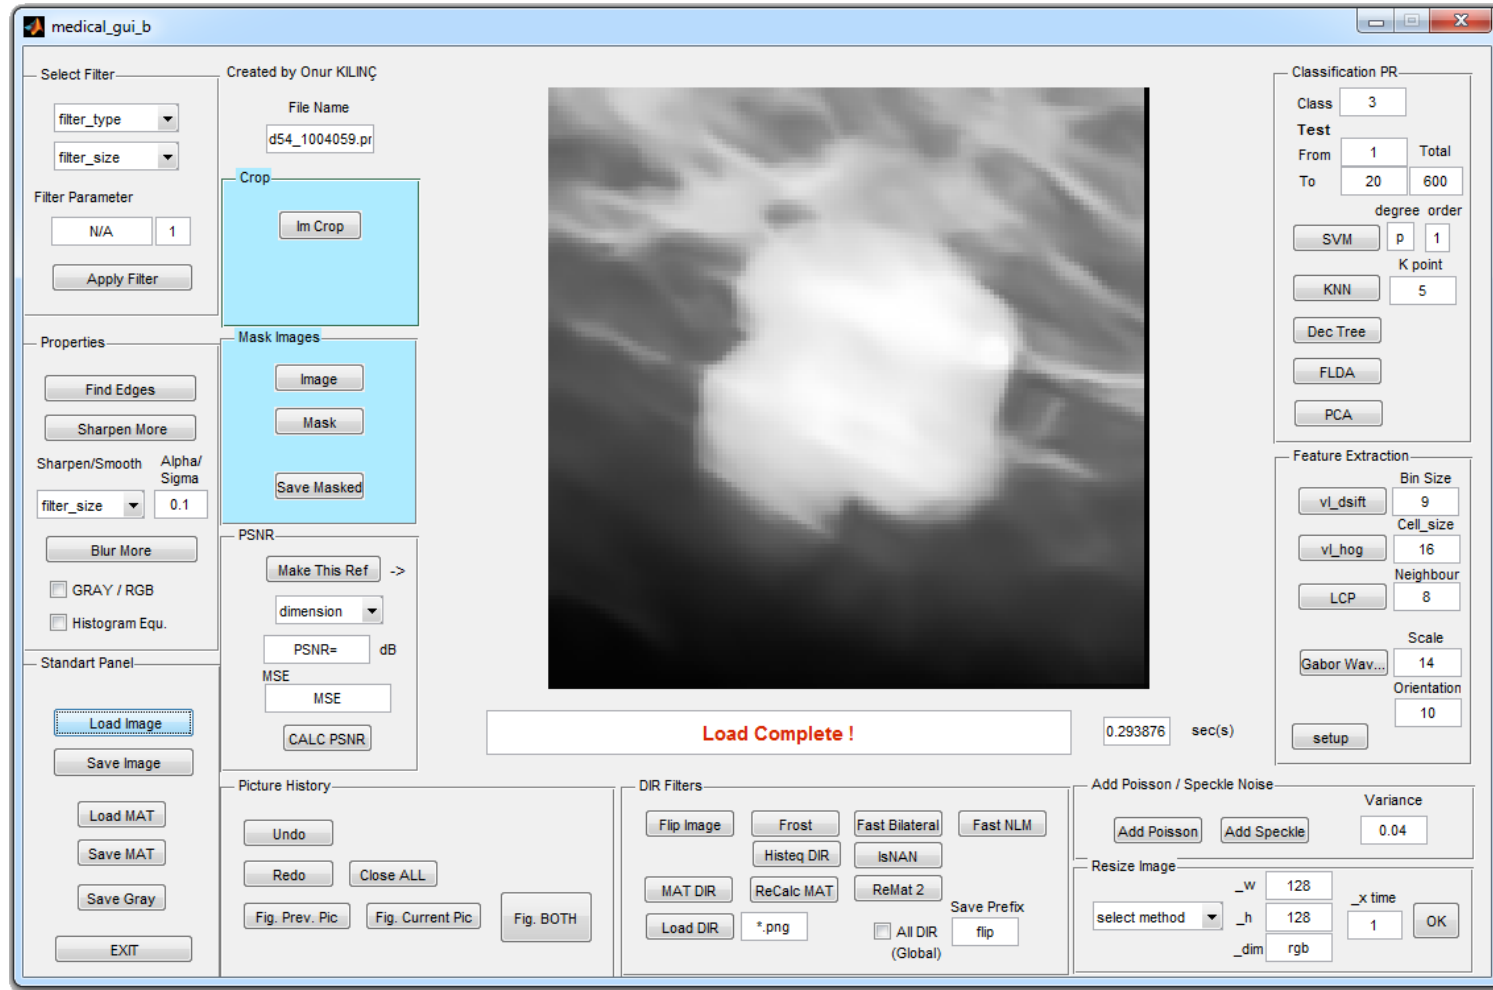 medical_gui_b
Select Filter
filter_type
filter_size
Filter Parameter
N/A
1
Apply Filter
Properties
Find Edges
Sharpen More
Sharpen/Smooth
Alpha/
Sigma
filter_size
0.1
Blur More
GRAY / RGB
Histogram Equ.
Standart Panel
Load Image
Save Image
Load MAT
Save MAT
Save Gray
EXIT
Created by Onur KILINÇ
File Name
d54_1004059.pr
Crop
Im Crop
Mask Images
Image
Mask
Save Masked
PSNR
Make This Ref ->
dimension
PSNR= dB
MSE
MSE
CALC PSNR
Load Complete !
0.293876 sec(s)
Picture History
Undo
Redo
Close ALL
Fig. Prev. Pic
Fig. Current Pic
Fig. BOTH
DIR Filters
Flip Image
Frost
Fast Bilateral
Fast NLM
Histeq DIR
IsNAN
MAT DIR
ReCalc MAT
ReMat 2
Load DIR
*.png
All DIR
(Global)
Save Prefix
flip
Classification PR
Class 3
Test
From 1
Total
To 20
600
degree order
SVM p 1
K point
KNN 5
Dec Tree
FLDA
PCA
Feature Extraction
Bin Size
vl_dsift 9
Cell_size
vl_hog 16
Neighbour
LCP 8
Scale
Gabor Wav... 14
Orientation
10
setup
Add Poisson / Speckle Noise
Variance
Add Poisson
Add Speckle
0.04
Resize Image
_w 128
select method
_h 128
_dim rgb
_x time
1
OK